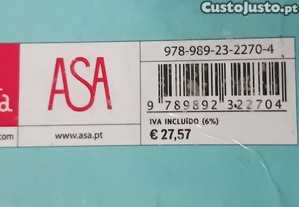 Custojusto.pt
978-989-23-2270-4
ASA
9 789892 322704
.com
www.asa.pt
IVA INCLUÍDO (6%)
€ 27,57